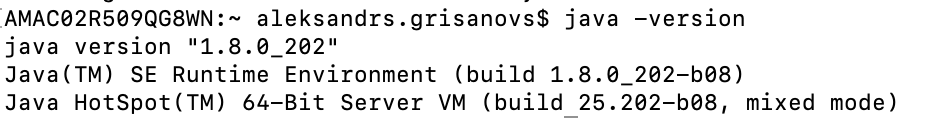 AMAC02R509QG8WN:~ aleksandrs.grisanovs$ java -version
java version "1.8.0_202"
Java(TM) SE Runtime Environment (build 1.8.0_202-b08)
Java HotSpot(TM) 64-Bit Server VM (build 25.202-b08, mixed mode)